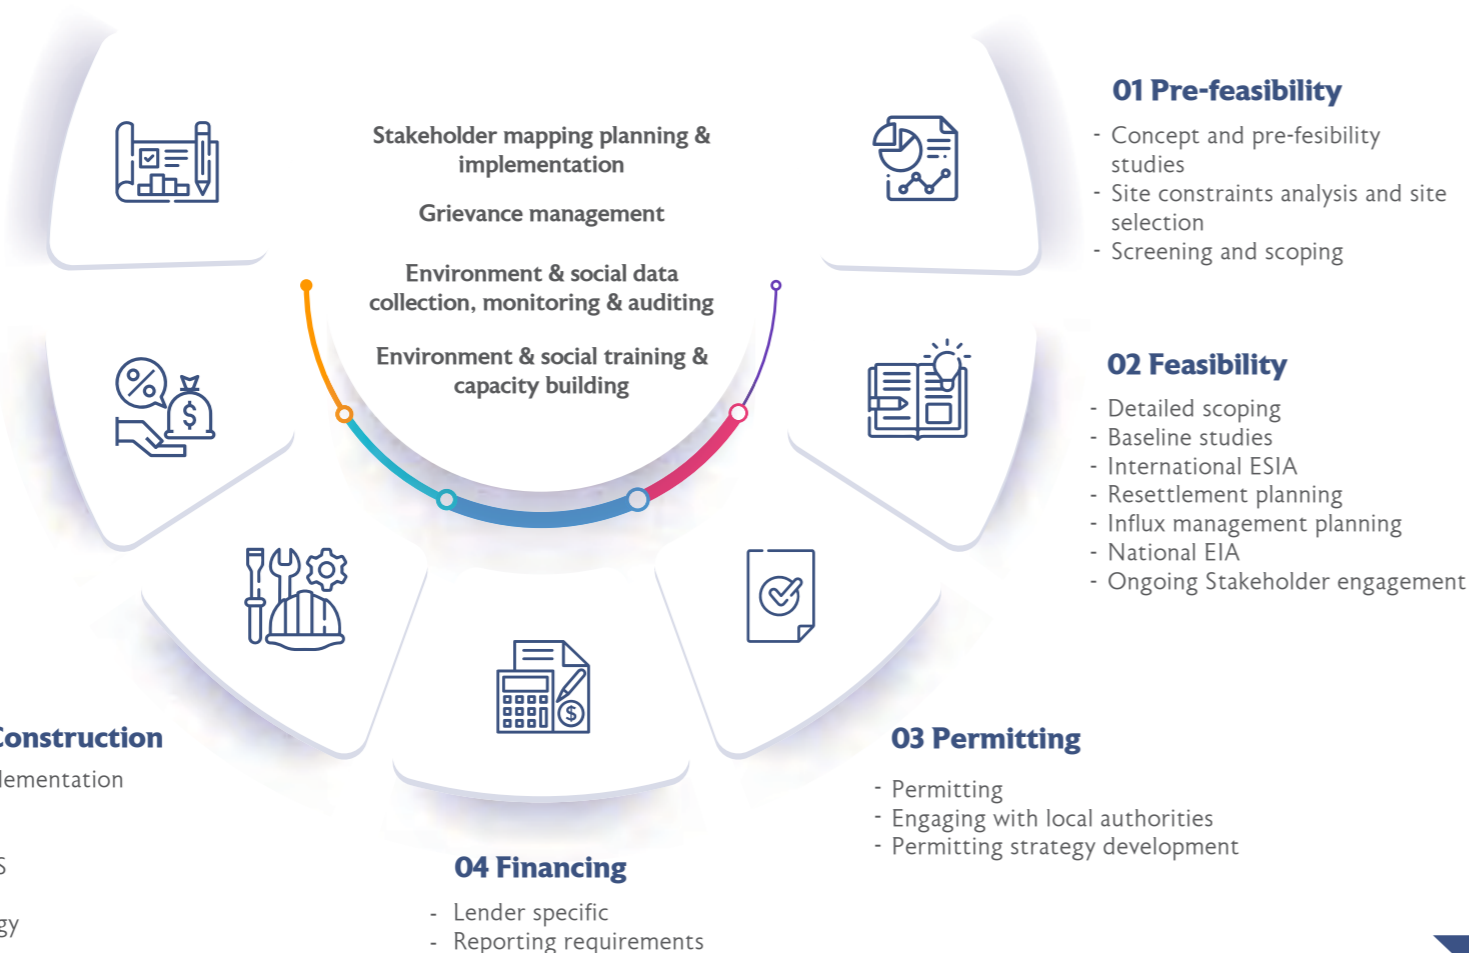 Stakeholder mapping planning &
implementation
Grievance management
Environment & social data
collection, monitoring & auditing
Environment & social training &
capacity building
01 Pre-feasibility
- Concept and pre-fesibility
studies
- Site constraints analysis and site
selection
- Screening and scoping
02 Feasibility
- Detailed scoping
- Baseline studies
- International ESIA
- Resettlement planning
- Influx management planning
- National EIA
- Ongoing Stakeholder engagement
03 Permitting
- Permitting
- Engaging with local authorities
- Permitting strategy development
04 Financing
- Lender specific
- Reporting requirements
Construction